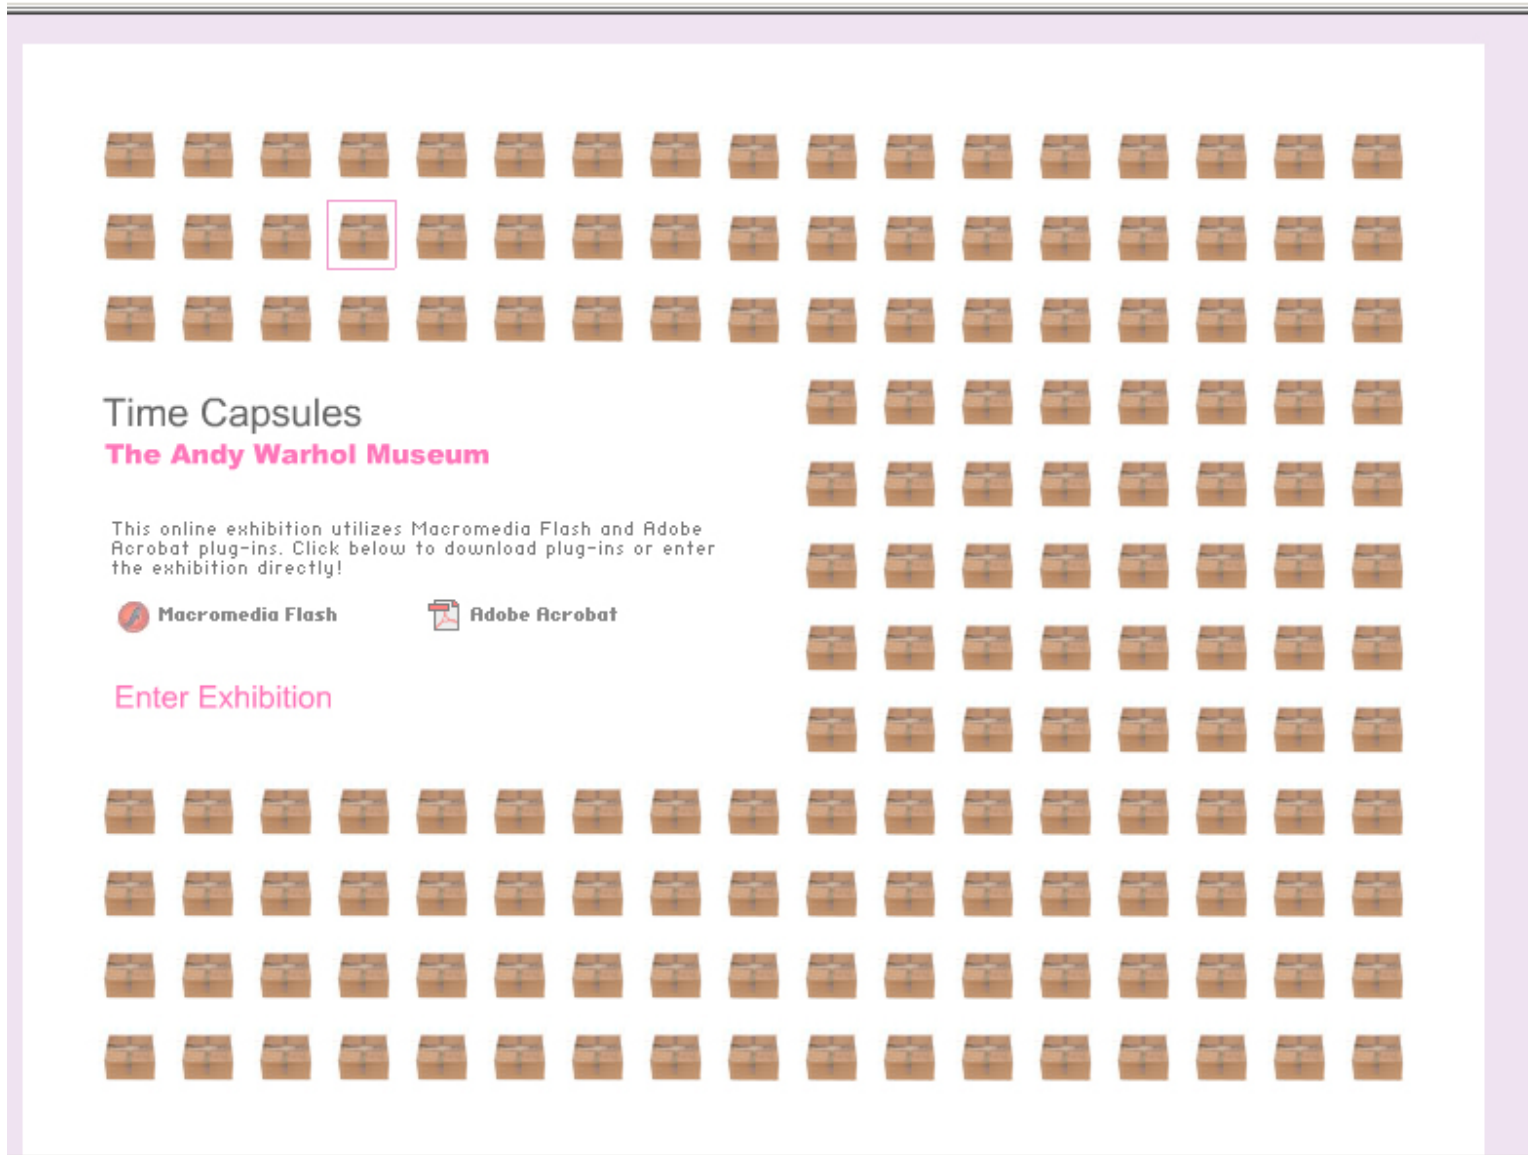 Time Capsules
The Andy Warhol Museum
This online exhibition utilizes Macromedia Flash and Adobe
Acrobat plug-ins. Click below to download plug-ins or enter
the exhibition directly!
Macromedia Flash
Adobe Acrobat
Enter Exhibition